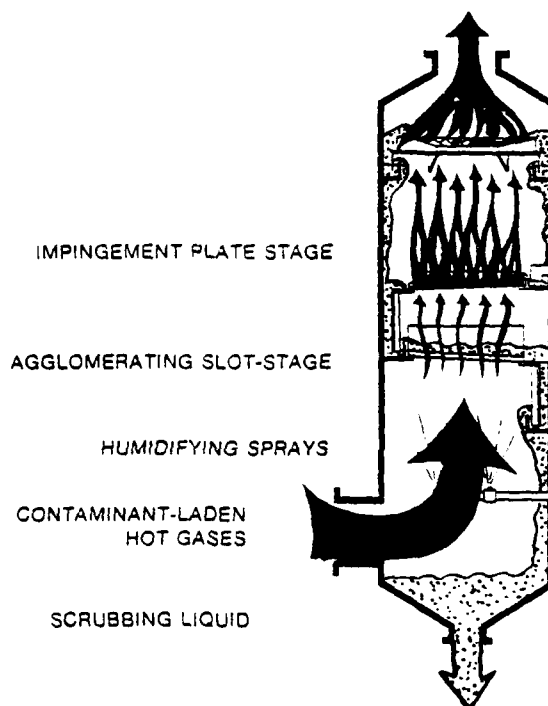 IMPINGEMENT PLATE STAGE
AGGLOMERATING SLOT-STAGE
HUMIDIFYING SPRAYS
CONTAMINANT-LADEN
HOT GASES
SCRUBBING LIQUID